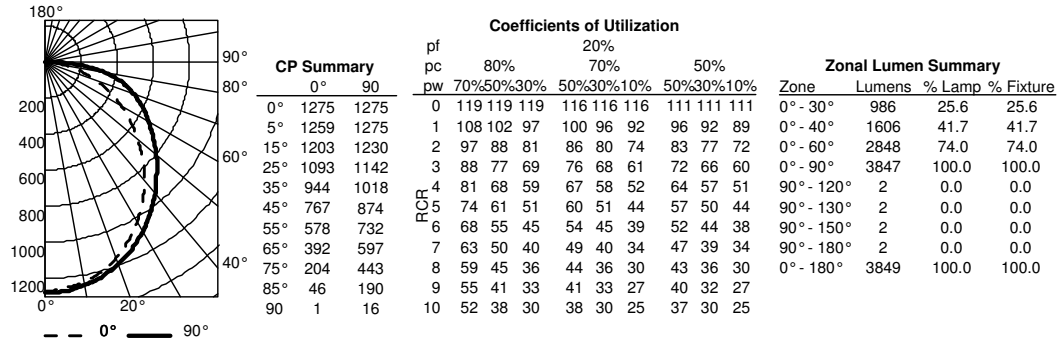 180°
90°
80°
60°
40°
20°
0°
200
400
600
800
1000
1200
0° 90°
CP Summary
0° 90
0° 1275 1275
5° 1259 1275
15° 1203 1230
25° 1093 1142
35° 944 1018
45° 767 874
55° 578 732
65° 392 597
75° 204 443
85° 46 190
90 1 16
Coefficients of Utilization
pf 20%
pc 80% 70% 50%
pw 70%50%30% 50%30%10% 50%30%10%
RCR
0 119 119 119 116 116 116 111 111 111
1 108 102 97 100 96 92 96 92 89
2 97 88 81 86 80 74 83 77 72
3 88 77 69 76 68 61 72 66 60
4 81 68 59 67 58 52 64 57 51
5 74 61 51 60 51 44 57 50 44
6 68 55 45 54 45 39 52 44 38
7 63 50 40 49 40 34 47 39 34
8 59 45 36 44 36 30 43 36 30
9 55 41 33 41 33 27 40 32 27
10 52 38 30 38 30 25 37 30 25
Zonal Lumen Summary
Zone Lumens % Lamp % Fixture
0° - 30° 986 25.6 25.6
0° - 40° 1606 41.7 41.7
0° - 60° 2848 74.0 74.0
0° - 90° 3847 100.0 100.0
90° - 120° 2 0.0 0.0
90° - 130° 2 0.0 0.0
90° - 150° 2 0.0 0.0
90° - 180° 2 0.0 0.0
0° - 180° 3849 100.0 100.0